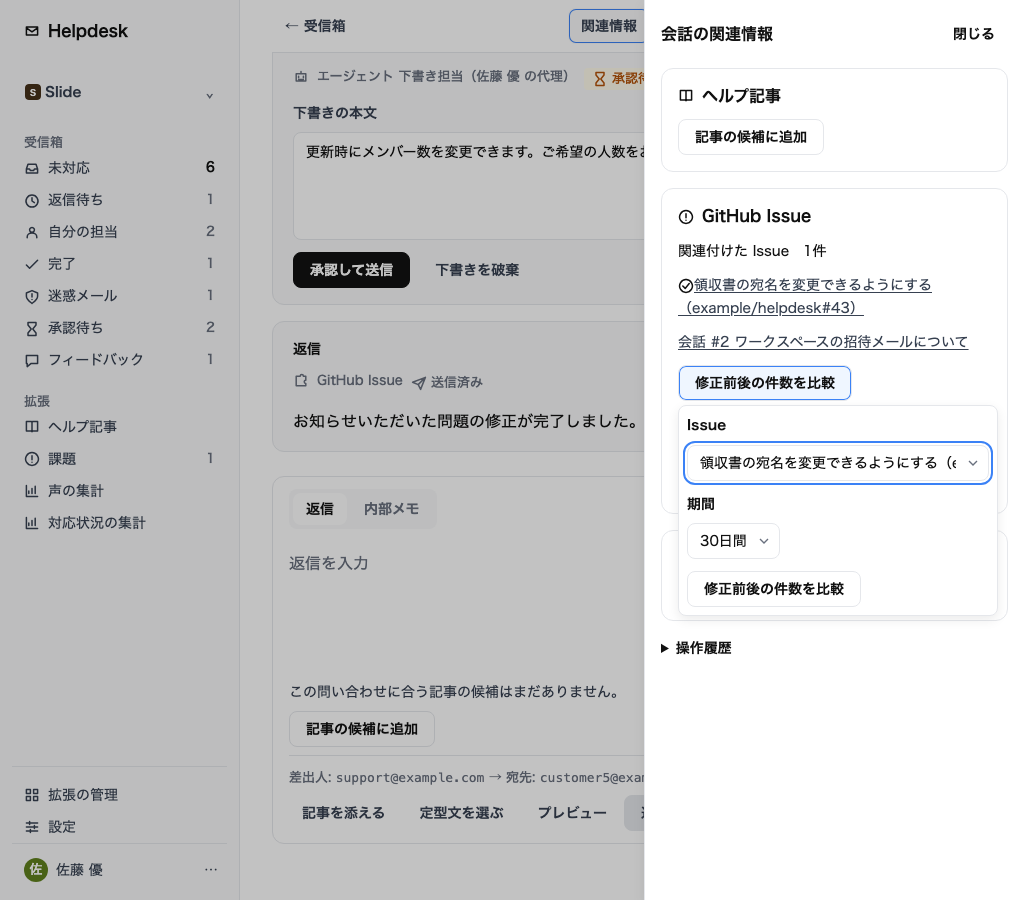 Helpdesk
S Slide
受信箱
未対応 6
返信待ち 1
自分の担当 2
完了 1
迷惑メール 1
承認待ち 2
フィードバック 1
拡張
ヘルプ記事
課題 1
声の集計
対応状況の集計
拡張の管理
設定
佐 佐藤 優 …
← 受信箱
関連情報
エージェント 下書き担当（佐藤 優 の代理）
下書きの本文
更新時にメンバー数を変更できます。ご希望の人数を
承認して送信 下書きを破棄
返信
GitHub Issue 送信済み
お知らせいただいた問題の修正が完了しました。
返信 内部メモ
返信を入力
この問い合わせに合う記事の候補はまだありません。
記事の候補に追加
差出人: support@example.com → 宛先:
記事を添える 定型文を選ぶ プレビュー
会話の関連情報 閉じる
ヘルプ記事
記事の候補に追加
GitHub Issue
関連付けた Issue 1件
領収書の宛名を変更できるようにする
（example/helpdesk#43）
会話 #2 ワークスペースの招待メールについて
修正前後の件数を比較
Issue
領収書の宛名を変更できるようにする（
期間
30日間
修正前後の件数を比較
▶ 操作履歴